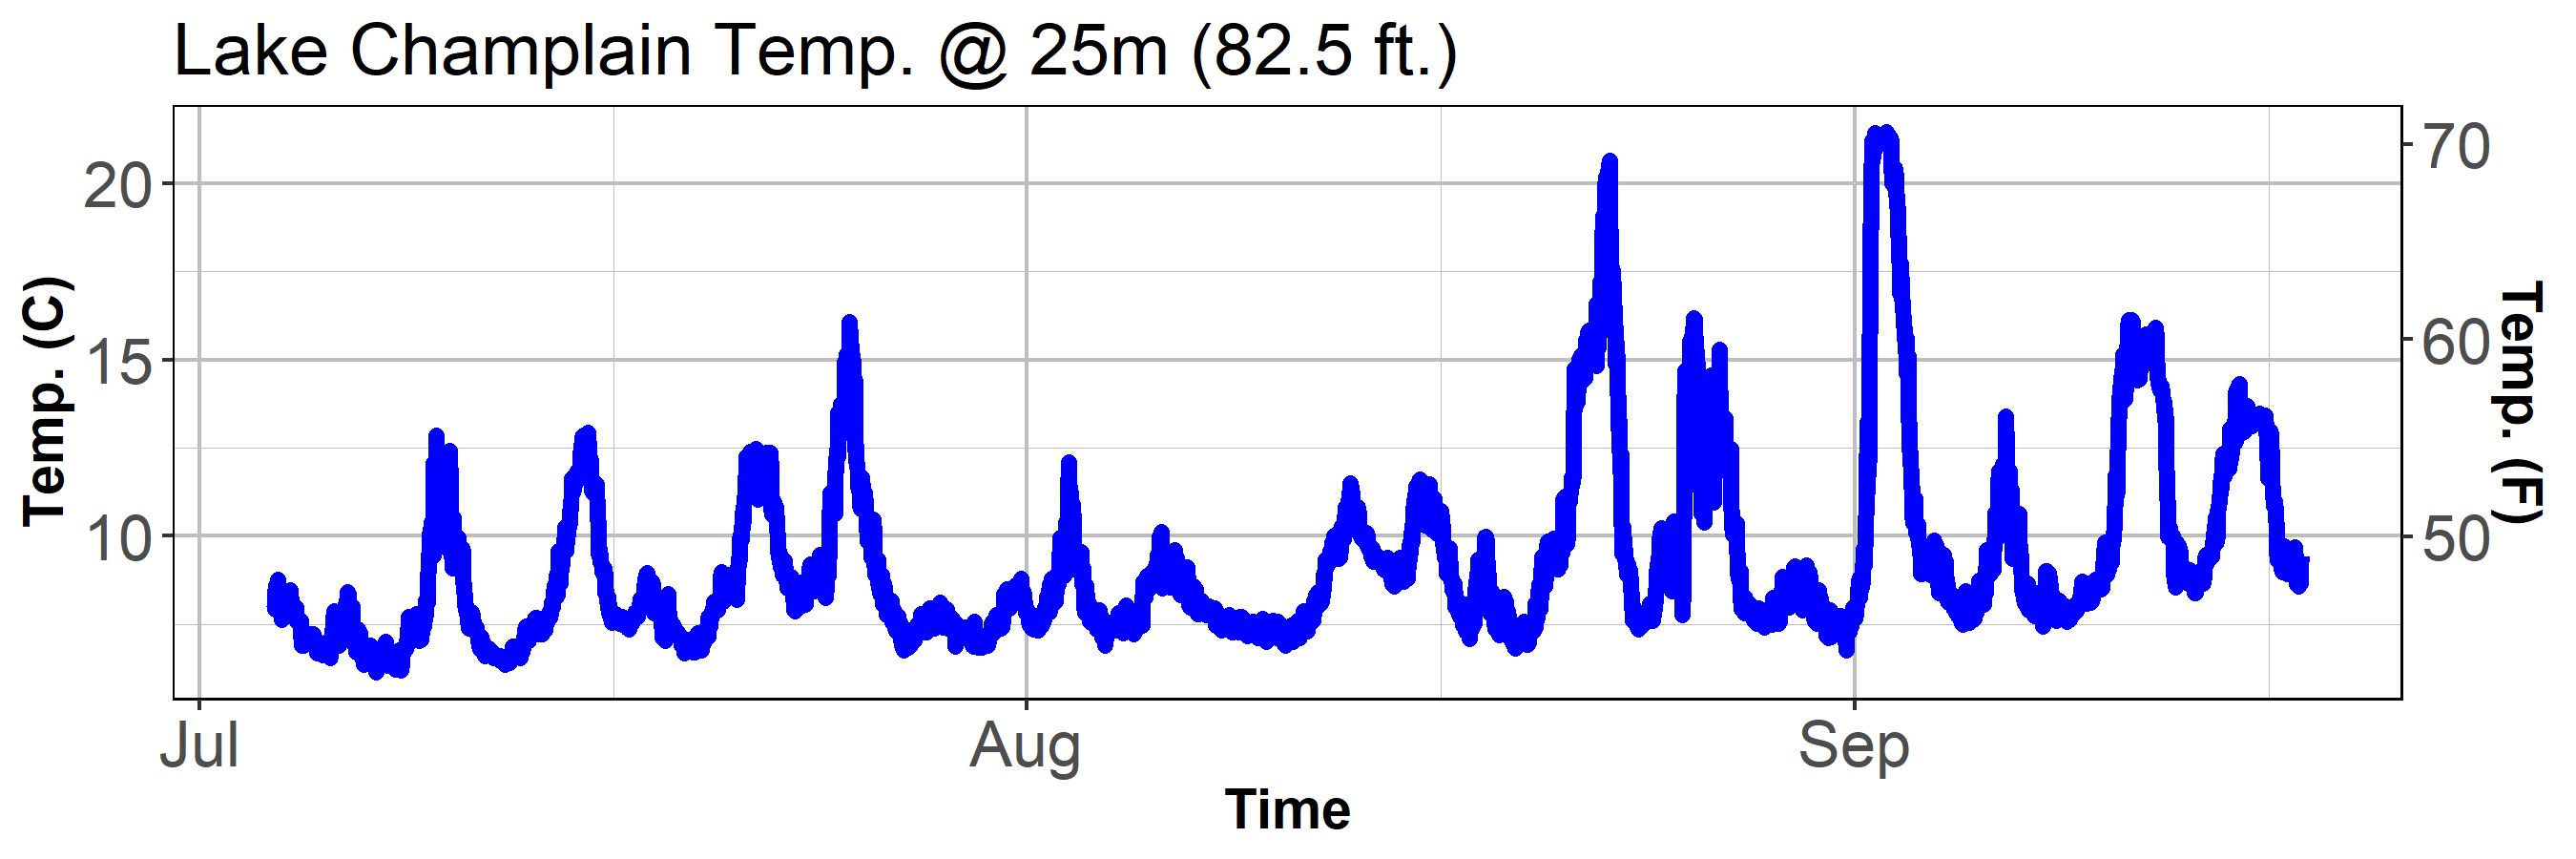 Lake Champlain Temp. @ 25m (82.5 ft.)
Temp. (C)
20
15
10
70
60
50
Temp. (F)
Jul Aug Sep
Time